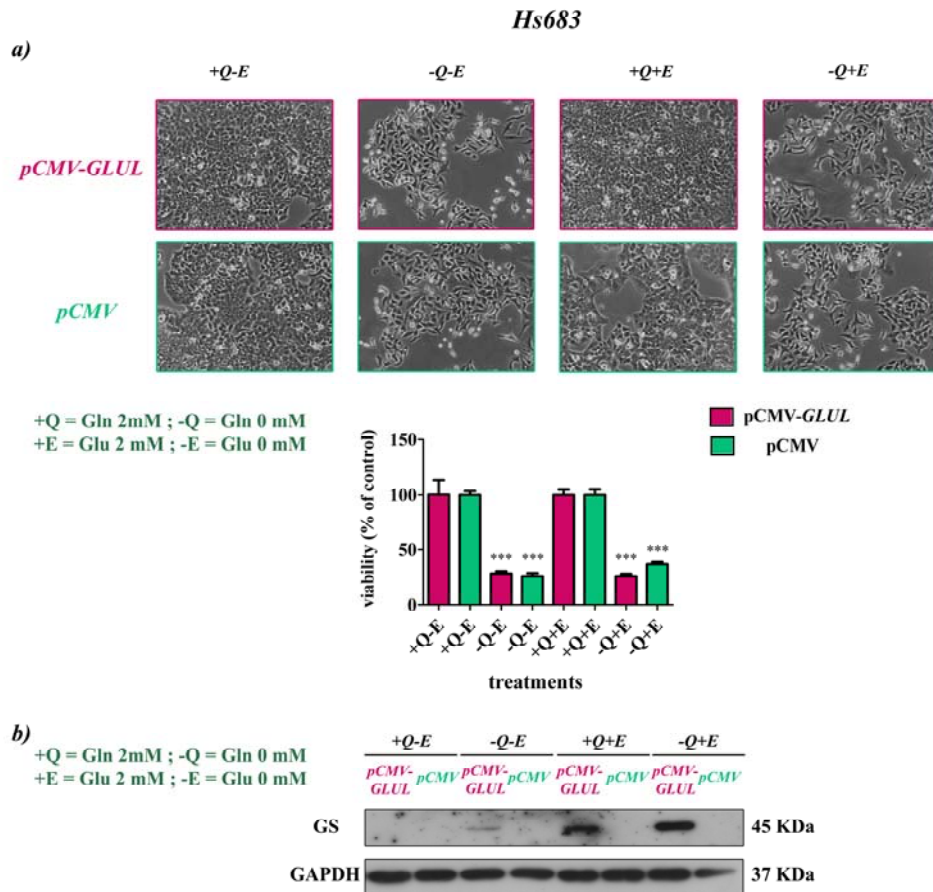 Hs683
a)
+Q-E -Q-E +Q+E -Q+E
pCMV-GLUL
pCMV
+Q = Gln 2mM ; -Q = Gln 0 mM
+E = Glu 2 mM ; -E = Glu 0 mM
pCMV-GLUL
pCMV
150
100
50
0
viability (% of control)
*** *** *** ***
+Q-E +Q-E -Q-E -Q-E +Q+E +Q+E -Q+E -Q+E
treatments
b)
+Q = Gln 2mM ; -Q = Gln 0 mM
+E = Glu 2 mM ; -E = Glu 0 mM
+Q-E -Q-E +Q+E -Q+E
pCMV-GLUL pCMV pCMV-GLUL pCMV pCMV-GLUL pCMV pCMV-GLUL pCMV
GS 45 KDa
GAPDH 37 KDa